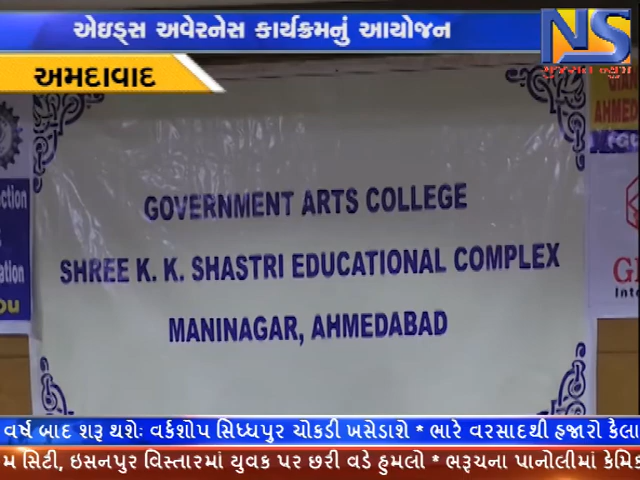 એઇડ્સ અવેરનેસ કાર્યક્રમનું આયોજન
NS
ગુજરાત ન્યુઝ
અમદાવાદ
AHMED
GOVERNMENT ARTS COLLEGE
SHREE K. K. SHASTRI EDUCATIONAL COMPLEX
MANINAGAR, AHMEDABAD
વર્ષ બાદ શરૂ થશેઃ વર્કશોપ સિધ્ધપુર ચોકડી ખસેડાશે * ભારે વરસાદથી હજારો કેલા
મ સિટી, ઇસનપુર વિસ્તારમાં યુવક પર છરી વડે હુમલો * ભરૂચના પાનોલીમાં કેમિક